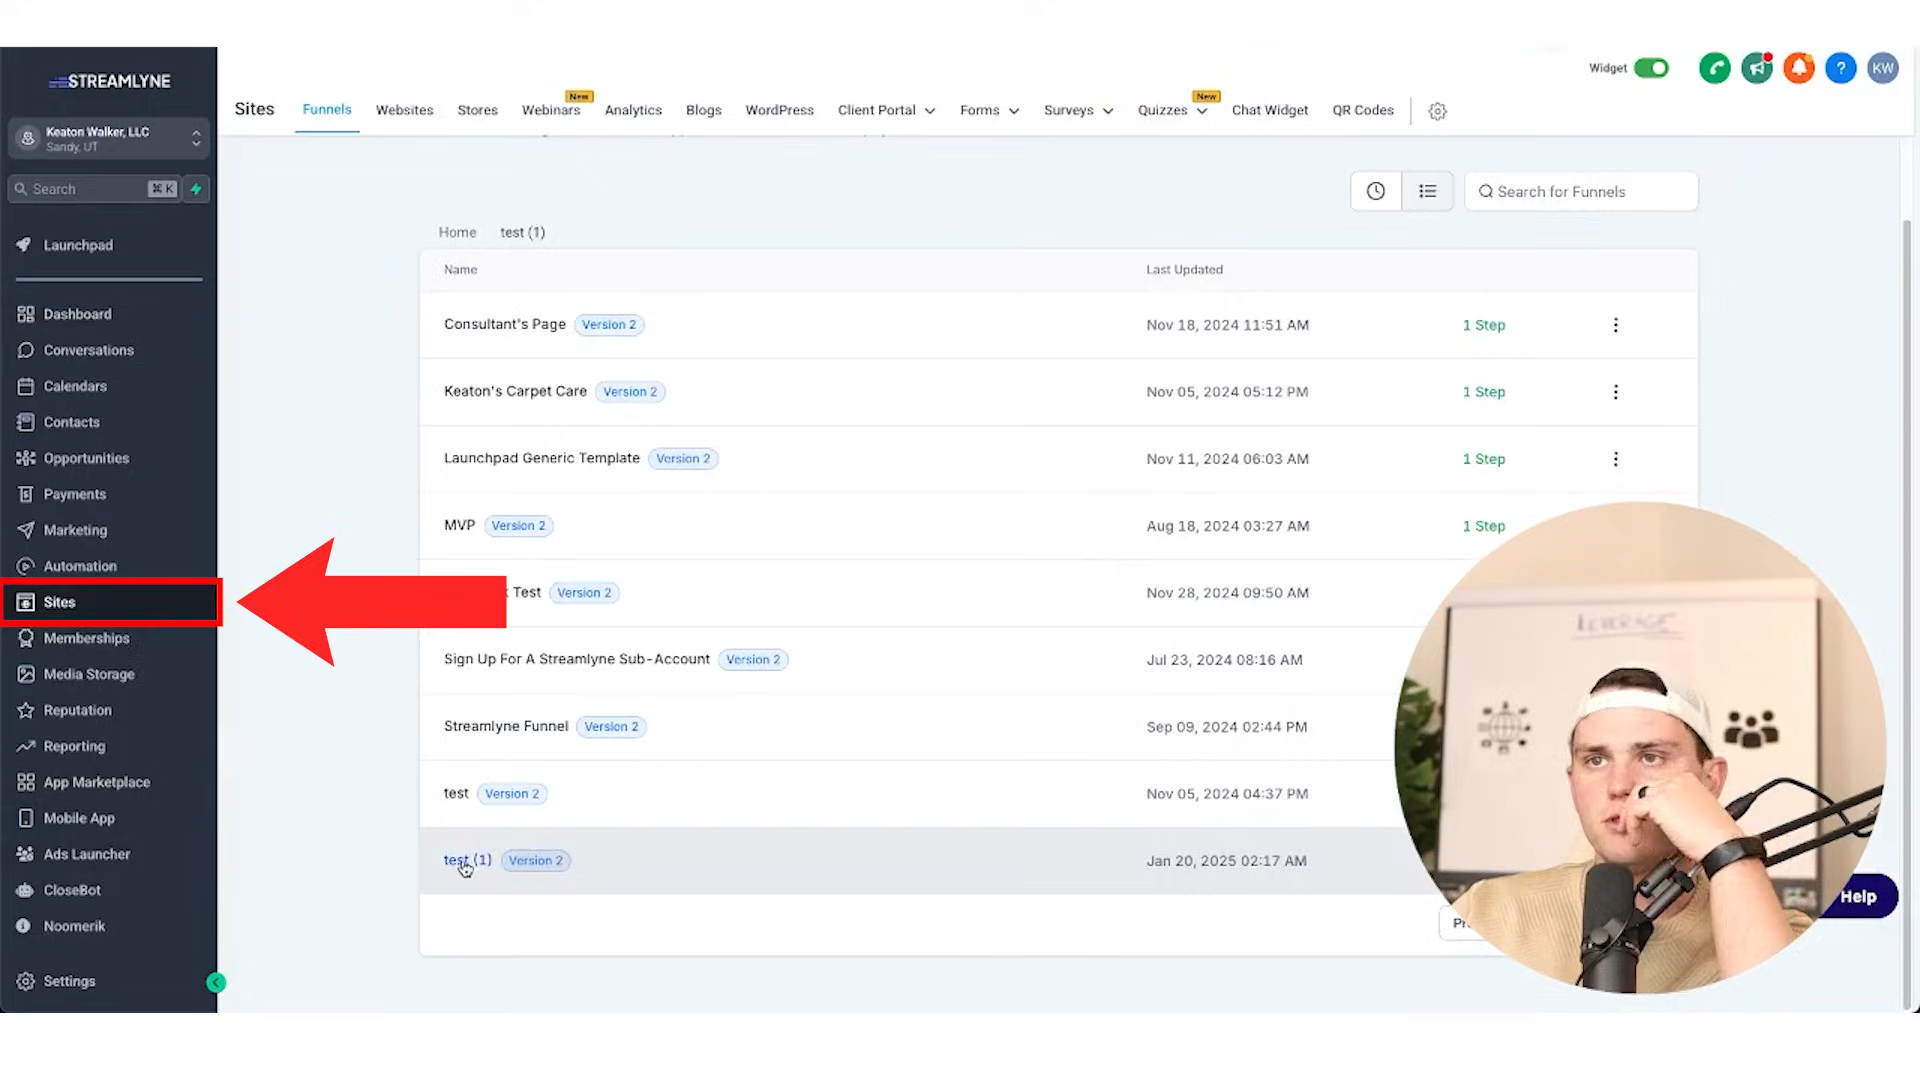 STREAMLYNE
Keaton Walker, LLC
Sandy, UT
Search ⌘ K
Launchpad
Dashboard
Conversations
Calendars
Contacts
Opportunities
Payments
Marketing
Automation
Sites
Memberships
Media Storage
Reputation
Reporting
App Marketplace
Mobile App
Ads Launcher
CloseBot
Noomerik
Settings
Widget
? KW
Sites Funnels Websites Stores Webinars New Analytics Blogs WordPress Client Portal Forms Surveys Quizzes New Chat Widget QR Codes
Search for Funnels
Home test (1)
Name Last Updated
Consultant's Page Version 2 Nov 18, 2024 11:51 AM 1 Step
Keaton's Carpet Care Version 2 Nov 05, 2024 05:12 PM 1 Step
Launchpad Generic Template Version 2 Nov 11, 2024 06:03 AM 1 Step
MVP Version 2 Aug 18, 2024 03:27 AM 1 Step
Test Version 2 Nov 28, 2024 09:50 AM
Sign Up For A Streamlyne Sub-Account Version 2 Jul 23, 2024 08:16 AM
Streamlyne Funnel Version 2 Sep 09, 2024 02:44 PM
test Version 2 Nov 05, 2024 04:37 PM
test (1) Version 2 Jan 20, 2025 02:17 AM
LEVERAGE
Help